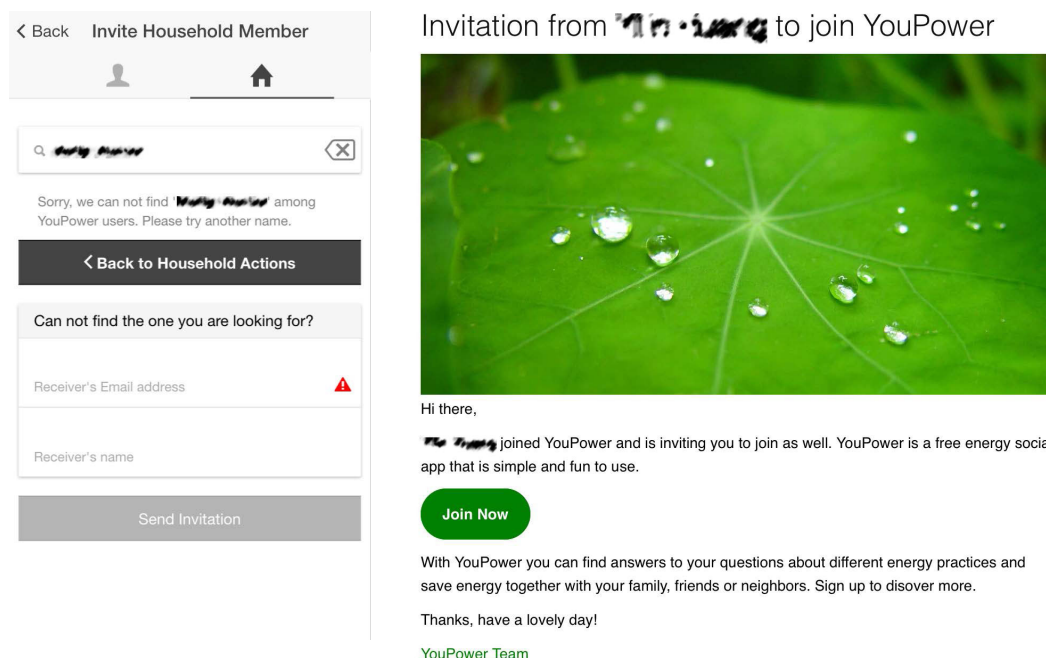 Back Invite Household Member
Sorry, we can not find ' ' among
YouPower users. Please try another name.
Back to Household Actions
Can not find the one you are looking for?
Receiver's Email address
Receiver's name
Send Invitation
Invitation from to join YouPower
Hi there,
joined YouPower and is inviting you to join as well. YouPower is a free energy socia
app that is simple and fun to use.
Join Now
With YouPower you can find answers to your questions about different energy practices and
save energy together with your family, friends or neighbors. Sign up to disover more.
Thanks, have a lovely day!
YouPower Team